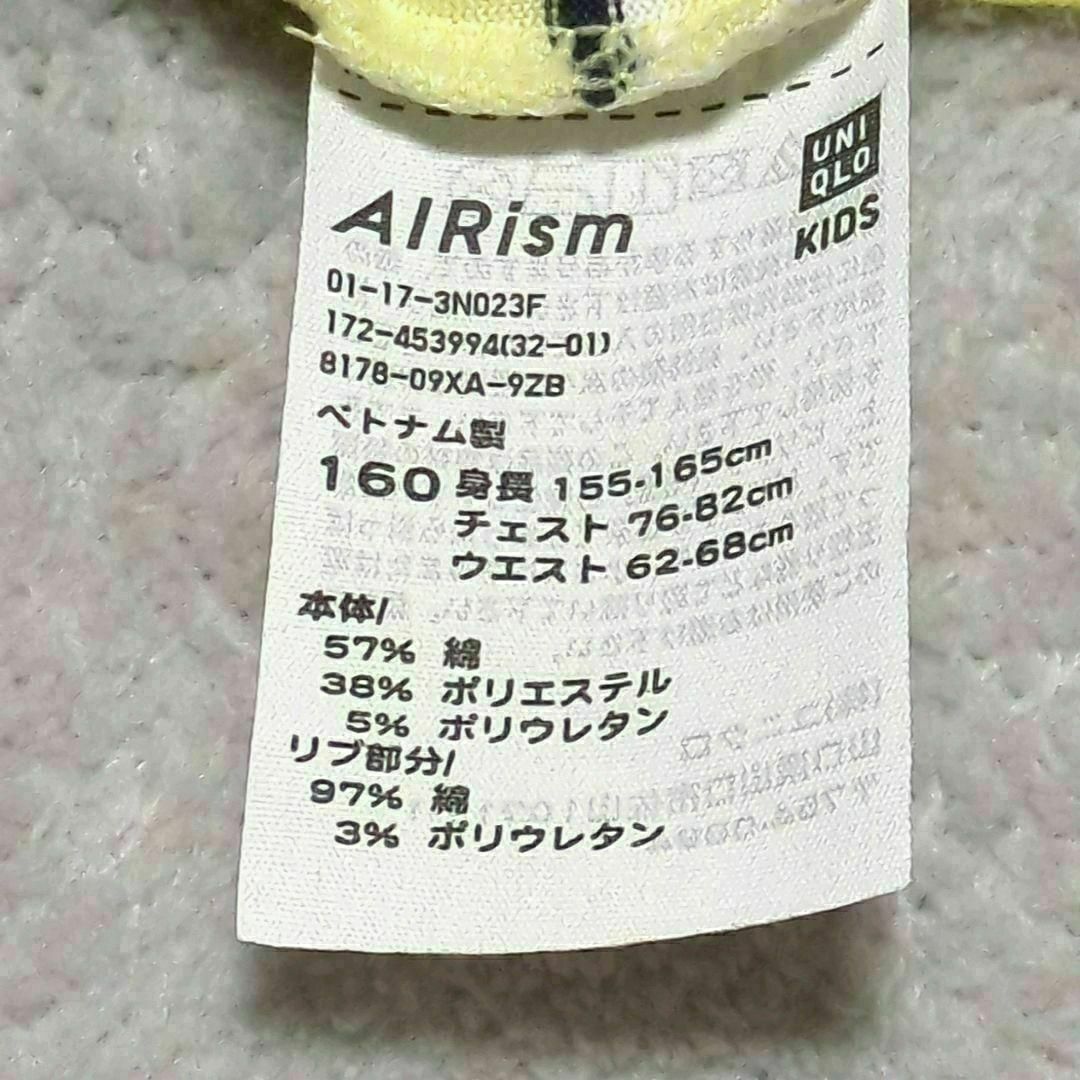 UNI
QLO
KIDS
AIRism
01-17-3N023F
172-453994(32-01)
8178-09XA-9ZB
ベトナム製
160 身長 155-165cm
チェスト 76-82cm
ウエスト 62-68cm
本体/
57% 綿
38% ポリエステル
5% ポリウレタン
リブ部分/
97% 綿
3% ポリウレタン